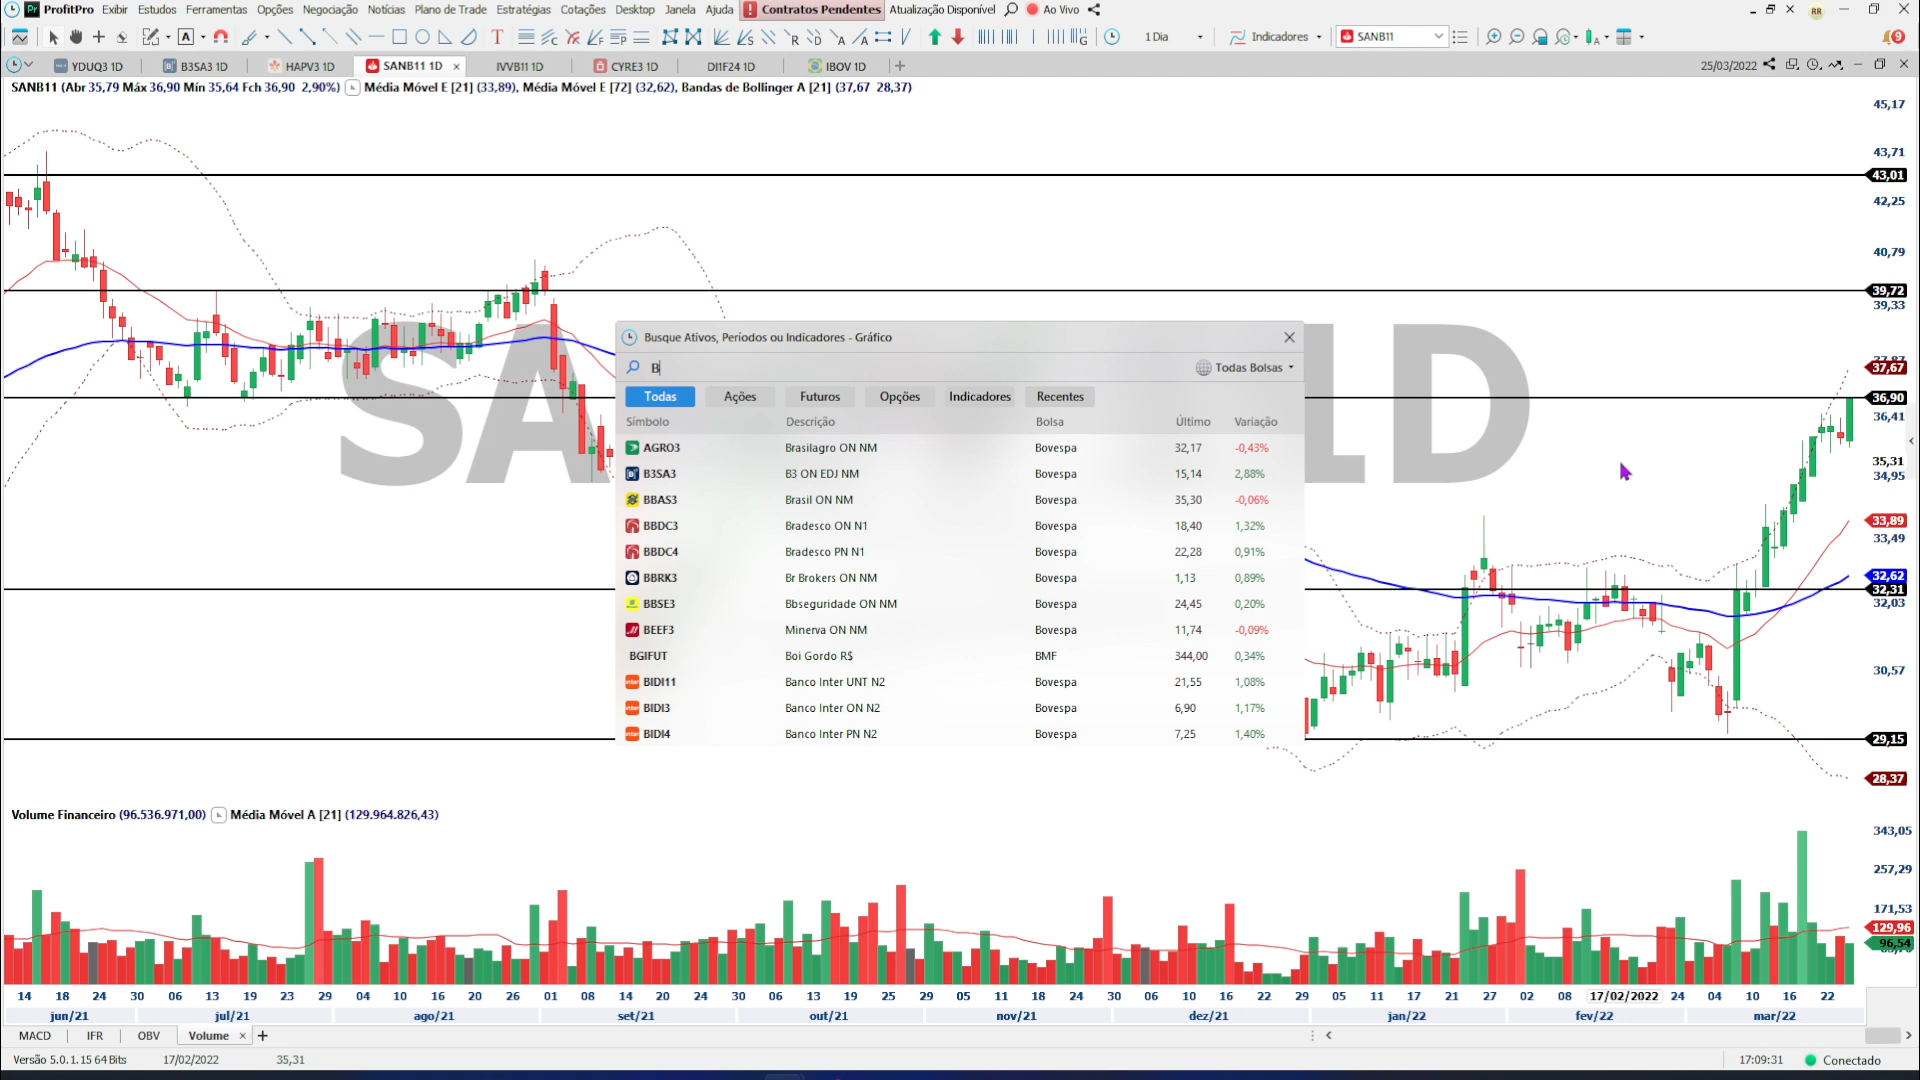 ProfitPro Exibir Estudos Ferramentas Opções Negociação Notícias Plano de Trade Estratégias Cotações Desktop Janela Ajuda ! Contratos Pendentes Atualização Disponível Ao Vivo RR
A T 1 Dia Indicadores SANB11 9
YDUQ3 1D B3SA3 1D HAPV3 1D SANB11 1D IVVB11 1D CYRE3 1D DI1F24 1D IBOV 1D 25/03/2022
SANB11 (Abr 35,79 Máx 36,90 Mín 35,64 Fch 36,90 2,90%) Média Móvel E [21] (33,89), Média Móvel E [72] (32,62), Bandas de Bollinger A [21] (37,67 28,37)
45,17
43,71
43,01
42,25
40,79
39,72
39,33
37,67
36,90
36,41
35,31
34,95
33,89
33,49
32,62
32,31
32,03
30,57
29,15
28,37
Busque Ativos, Períodos ou Indicadores - Gráfico
B Todas Bolsas
Todas Ações Futuros Opções Indicadores Recentes
Símbolo Descrição Bolsa Último Variação
AGRO3 Brasilagro ON NM Bovespa 32,17 -0,43%
B3SA3 B3 ON EDJ NM Bovespa 15,14 2,88%
BBAS3 Brasil ON NM Bovespa 35,30 -0,06%
BBDC3 Bradesco ON N1 Bovespa 18,40 1,32%
BBDC4 Bradesco PN N1 Bovespa 22,28 0,91%
BBRK3 Br Brokers ON NM Bovespa 1,13 0,89%
BBSE3 Bbseguridade ON NM Bovespa 24,45 0,20%
BEEF3 Minerva ON NM Bovespa 11,74 -0,09%
BGIFUT Boi Gordo R$ BMF 344,00 0,34%
BIDI11 Banco Inter UNT N2 Bovespa 21,55 1,08%
BIDI3 Banco Inter ON N2 Bovespa 6,90 1,17%
BIDI4 Banco Inter PN N2 Bovespa 7,25 1,40%
Volume Financeiro (96.536.971,00) Média Móvel A [21] (129.964.826,43)
343,05
257,29
171,53
129,96
96,54
14 18 24 30 06 13 19 23 29 04 10 16 20 26 01 08 14 20 24 30 06 13 19 25 29 05 11 18 24 30 06 10 16 22 29 05 11 17 21 27 02 08 17/02/2022 24 04 10 16 22
jun/21 jul/21 ago/21 set/21 out/21 nov/21 dez/21 jan/22 fev/22 mar/22
MACD IFR OBV Volume
Versão 5.0.1.15 64 Bits 17/02/2022 35,31 17:09:31 Conectado